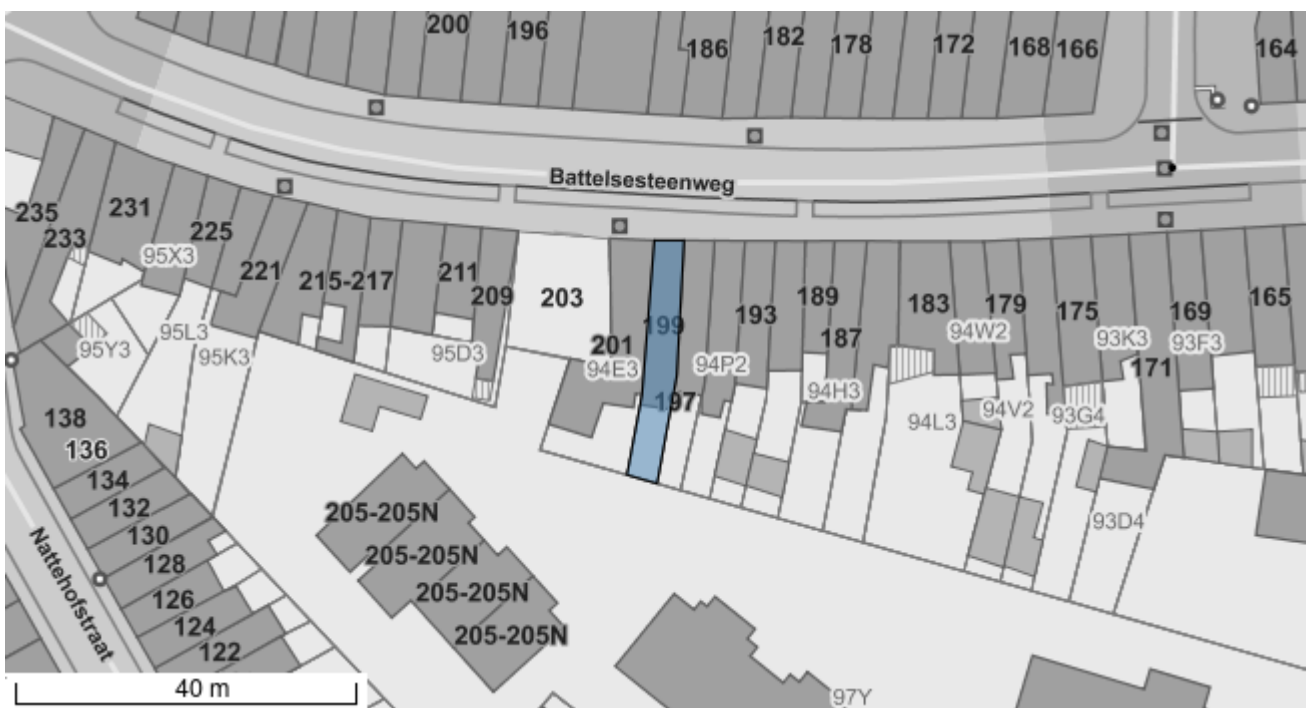 200
196
186
182
178
172
168
166
164
Battelsesteenweg
235
233
231
95X3
225
221
215-217
211
209
203
201
94E3
199
197
94P2
193
189
187
94H3
183
94W2
179
94V2
94L3
175
93G4
93K3
171
169
93F3
165
93D4
95Y3
95L3
95K3
95D3
138
136
134
132
130
128
126
124
122
Nattehofstraat
205-205N
205-205N
205-205N
205-205N
97Y
40 m